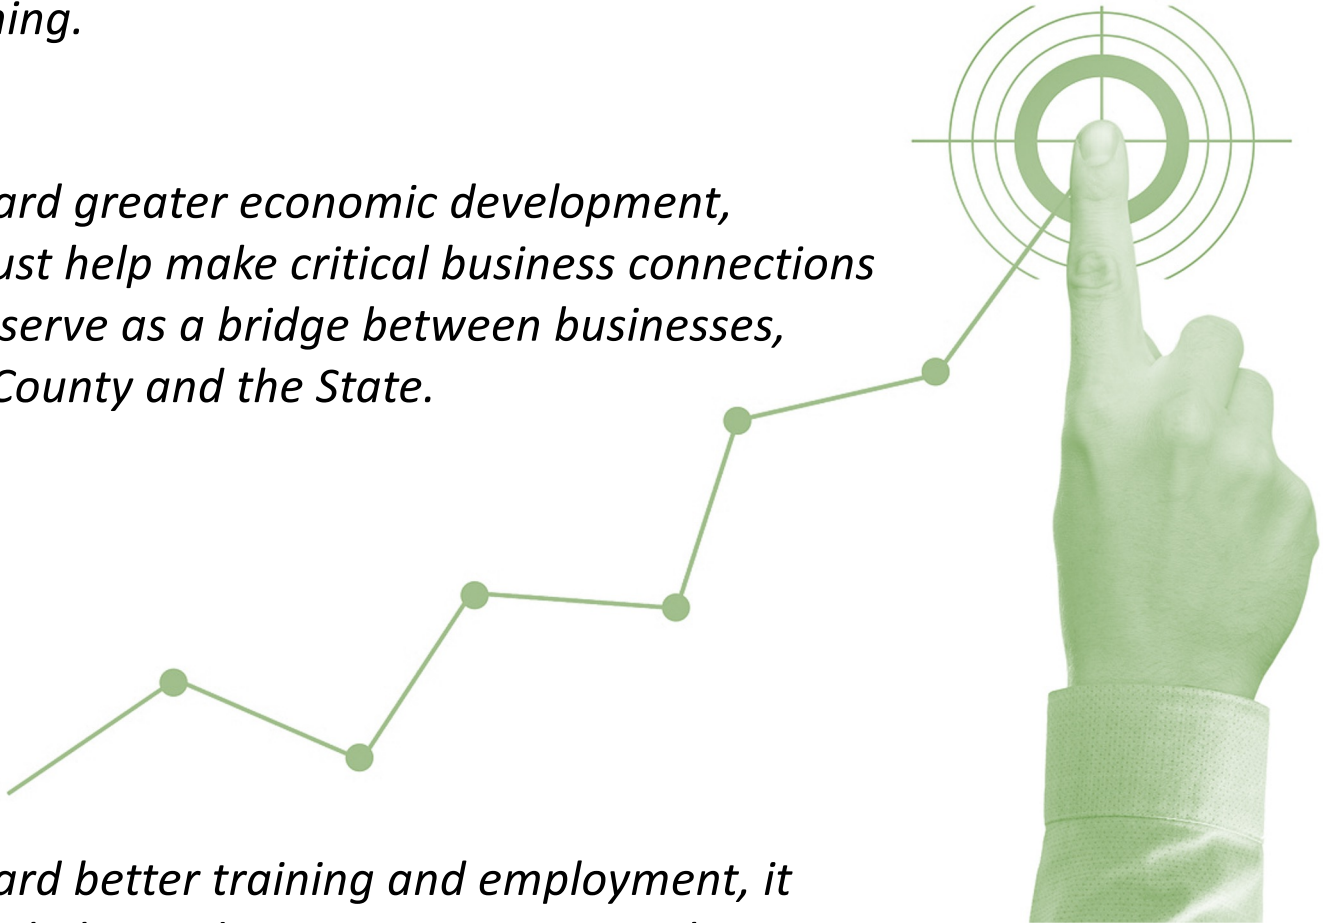 ning.
ard greater economic development,
ust help make critical business connections
serve as a bridge between businesses,
County and the State.
ard better training and employment, it